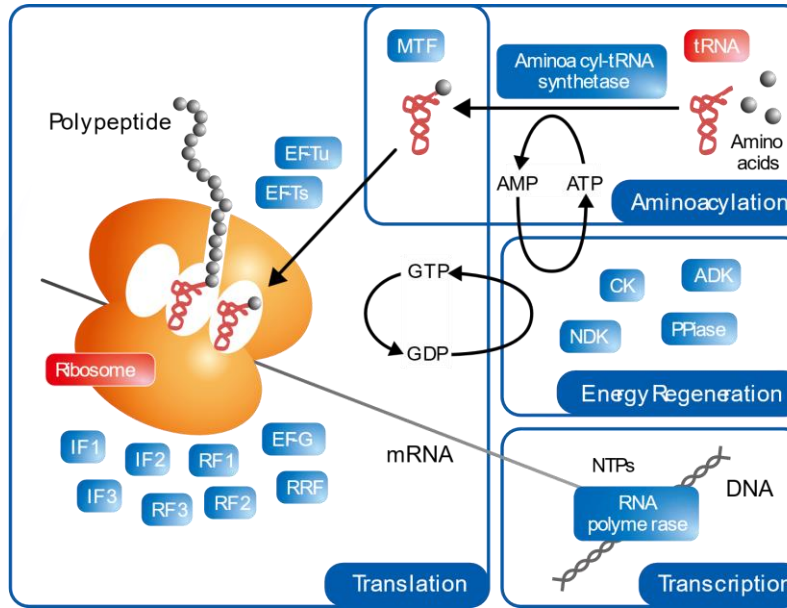 MTF
Aminoacyl-tRNA
synthetase
tRNA
Amino
acids
AMP
ATP
Aminoacylation
Polypeptide
EF-Tu
EF-Ts
GTP
GDP
CK
ADK
NDK
PPiase
Energy Regeneration
Ribosome
IF1
IF2
RF1
EF-G
IF3
RF3
RF2
RRF
mRNA
Translation
NTPs
DNA
RNA
polymerase
Transcription